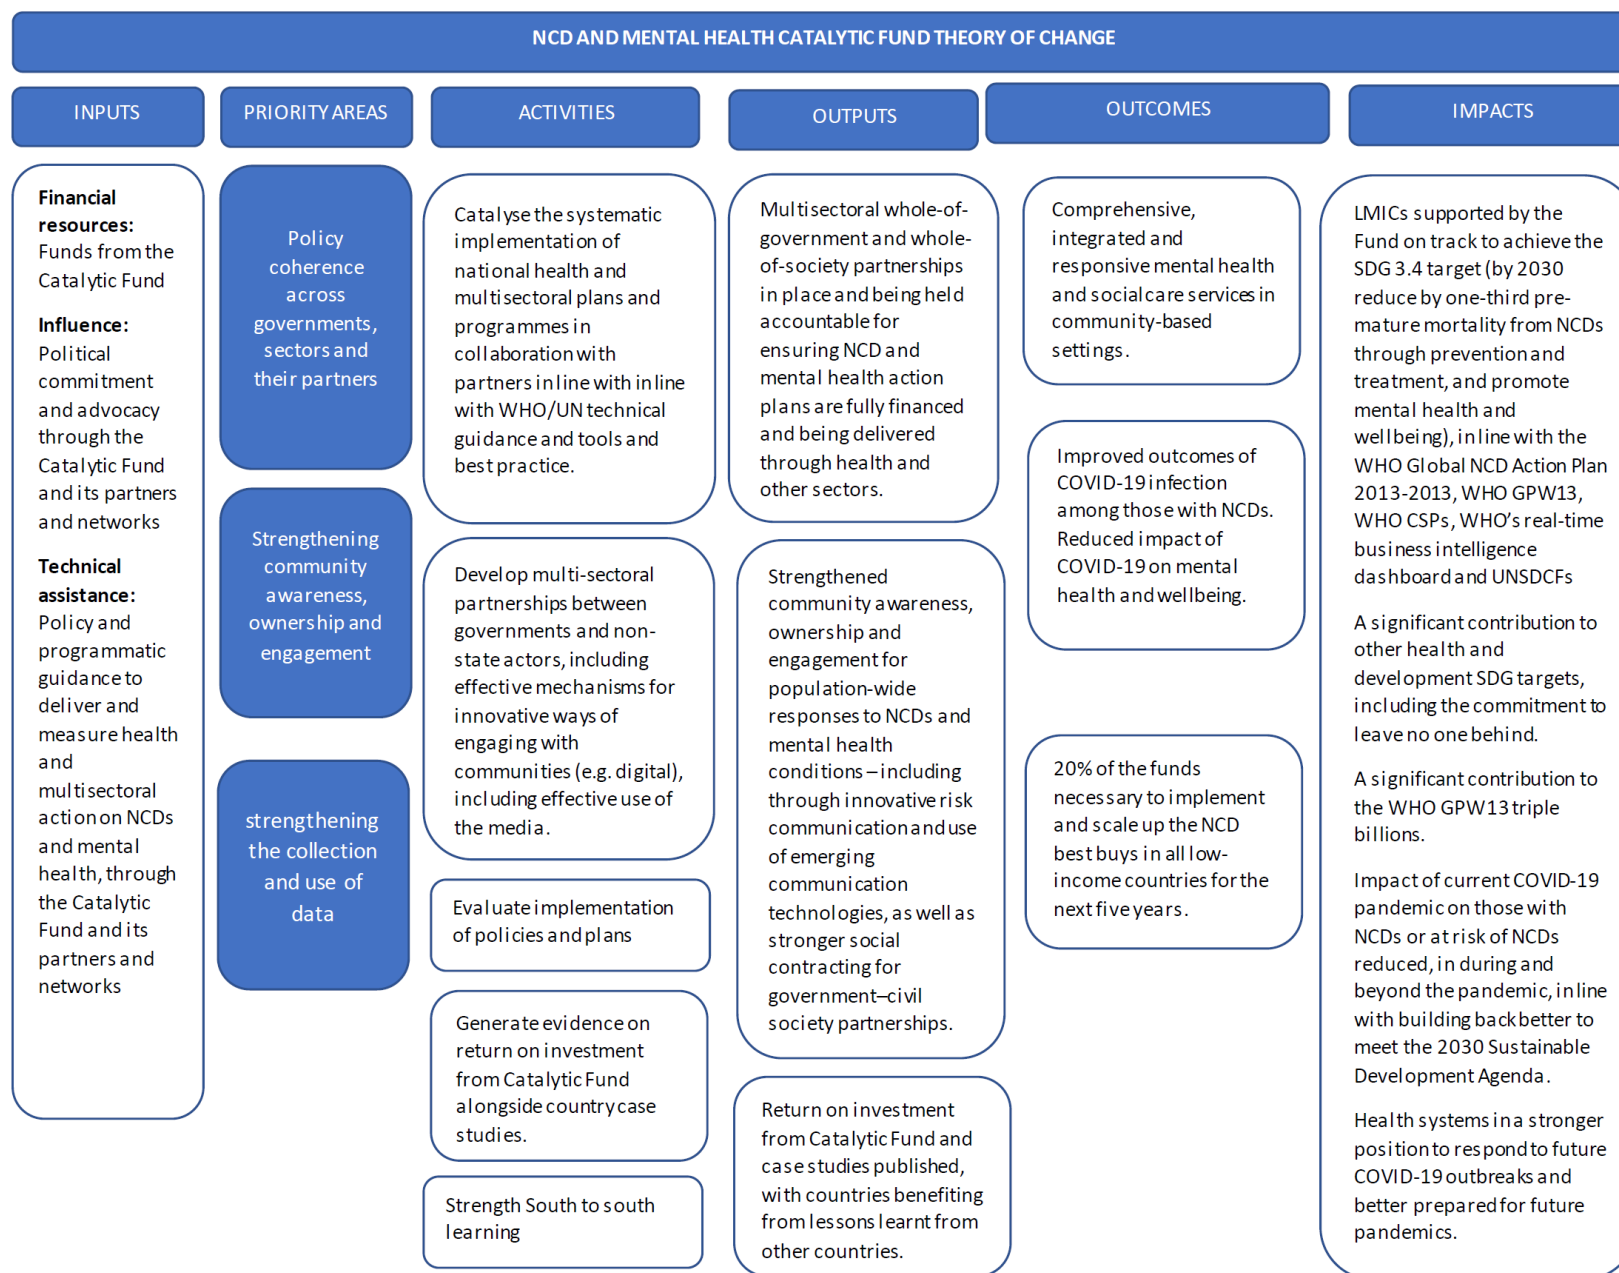 NCD AND MENTAL HEALTH CATALYTIC FUND THEORY OF CHANGE
INPUTS
PRIORITY AREAS
ACTIVITIES
OUTPUTS
OUTCOMES
IMPACTS
Financial
resources:
Funds from the
Catalytic Fund
Influence:
Political
commitment
and advocacy
through the
Catalytic Fund
and its partners
and networks
Technical
assistance:
Policy and
programmatic
guidance to
deliver and
measure health
and
multisectoral
action on NCDs
and mental
health, through
the Catalytic
Fund and its
partners and
networks
Policy
coherence
across
governments,
sectors and
their partners
Strengthening
community
awareness,
ownership and
engagement
strengthening
the collection
and use of
data
Catalyse the systematic
implementation of
national health and
multisectoral plans and
programmes in
collaboration with
partners in line with in line
with WHO/UN technical
guidance and tools and
best practice.
Develop multi-sectoral
partnerships between
governments and non-
state actors, including
effective mechanisms for
innovative ways of
engaging with
communities (e.g. digital),
including effective use of
the media.
Evaluate implementation
of policies and plans
Generate evidence on
return on investment
from Catalytic Fund
alongside country case
studies.
Strength South to south
learning
Multisectoral whole-of-
government and whole-
of-society partnerships
in place and being held
accountable for
ensuring NCD and
mental health action
plans are fully financed
and being delivered
through health and
other sectors.
Strengthened
community awareness,
ownership and
engagement for
population-wide
responses to NCDs and
mental health
conditions – including
through innovative risk
communication and use
of emerging
communication
technologies, as well as
stronger social
contracting for
government–civil
society partnerships.
Return on investment
from Catalytic Fund and
case studies published,
with countries benefiting
from lessons learnt from
other countries.
Comprehensive,
integrated and
responsive mental health
and social care services in
community-based
settings.
Improved outcomes of
COVID-19 infection
among those with NCDs.
Reduced impact of
COVID-19 on mental
health and wellbeing.
20% of the funds
necessary to implement
and scale up the NCD
best buys in all low-
income countries for the
next five years.
LMICs supported by the
Fund on track to achieve the
SDG 3.4 target (by 2030
reduce by one-third pre-
mature mortality from NCDs
through prevention and
treatment, and promote
mental health and
wellbeing), in line with the
WHO Global NCD Action Plan
2013-2013, WHO GPW13,
WHO CSPs, WHO’s real-time
business intelligence
dashboard and UNSDCFs
A significant contribution to
other health and
development SDG targets,
including the commitment to
leave no one behind.
A significant contribution to
the WHO GPW13 triple
billions.
Impact of current COVID-19
pandemic on those with
NCDs or at risk of NCDs
reduced, in during and
beyond the pandemic, in line
with building back better to
meet the 2030 Sustainable
Development Agenda.
Health systems in a stronger
position to respond to future
COVID-19 outbreaks and
better prepared for future
pandemics.